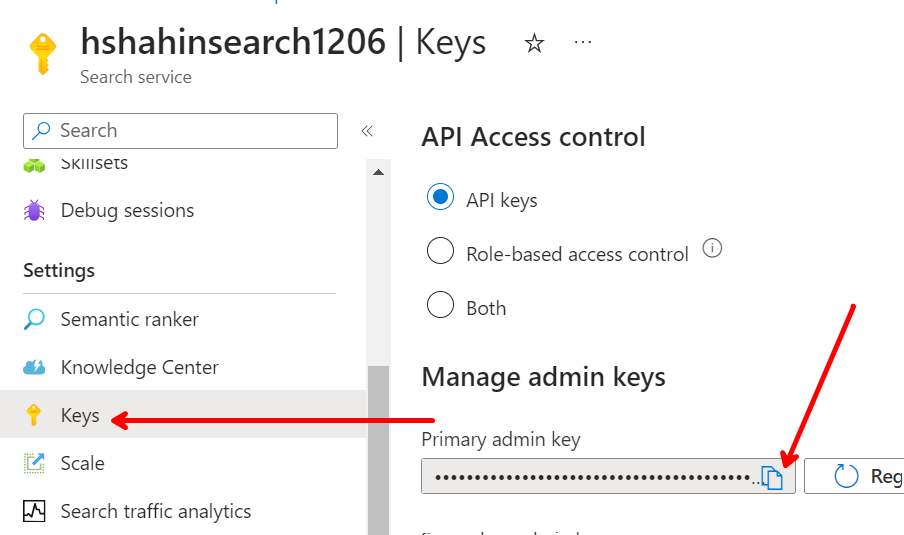 hshahinsearch1206 | Keys
Search service
Search
Skillsets
Debug sessions
Settings
Semantic ranker
Knowledge Center
Keys
Scale
Search traffic analytics
API Access control
API keys
Role-based access control
Both
Manage admin keys
Primary admin key
Reg